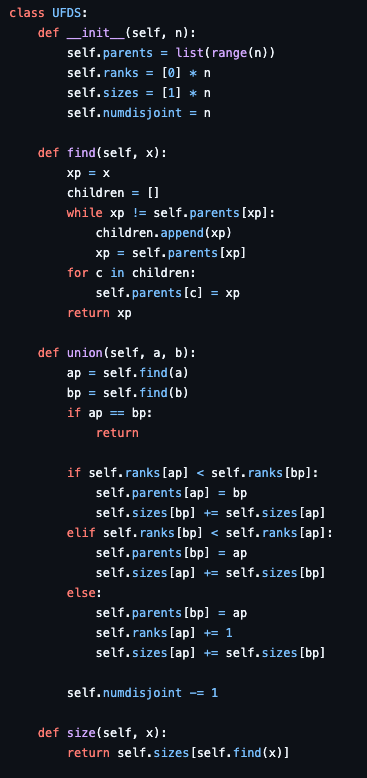 class UFDS:
    def __init__(self, n):
        self.parents = list(range(n))
        self.ranks = [0] * n
        self.sizes = [1] * n
        self.numdisjoint = n

    def find(self, x):
        xp = x
        children = []
        while xp != self.parents[xp]:
            children.append(xp)
            xp = self.parents[xp]
        for c in children:
            self.parents[c] = xp
        return xp

    def union(self, a, b):
        ap = self.find(a)
        bp = self.find(b)
        if ap == bp:
            return

        if self.ranks[ap] < self.ranks[bp]:
            self.parents[ap] = bp
            self.sizes[bp] += self.sizes[ap]
        elif self.ranks[bp] < self.ranks[ap]:
            self.parents[bp] = ap
            self.sizes[ap] += self.sizes[bp]
        else:
            self.parents[bp] = ap
            self.ranks[ap] += 1
            self.sizes[ap] += self.sizes[bp]

        self.numdisjoint -= 1

    def size(self, x):
        return self.sizes[self.find(x)]